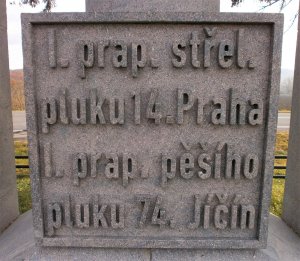 I. prap. střel.
pluku 14. Praha
I. prap. pěšího
pluku 74. Jičín